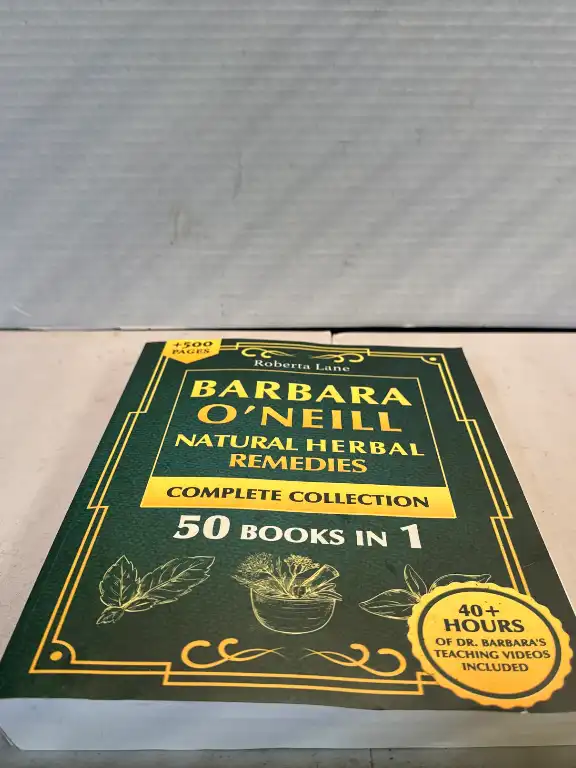 +500
PAGES
Roberta Lane
BARBARA
O'NEILL
NATURAL HERBAL
REMEDIES
COMPLETE COLLECTION
50 BOOKS IN 1
40+
HOURS
OF DR. BARBARA'S
TEACHING VIDEOS
INCLUDED